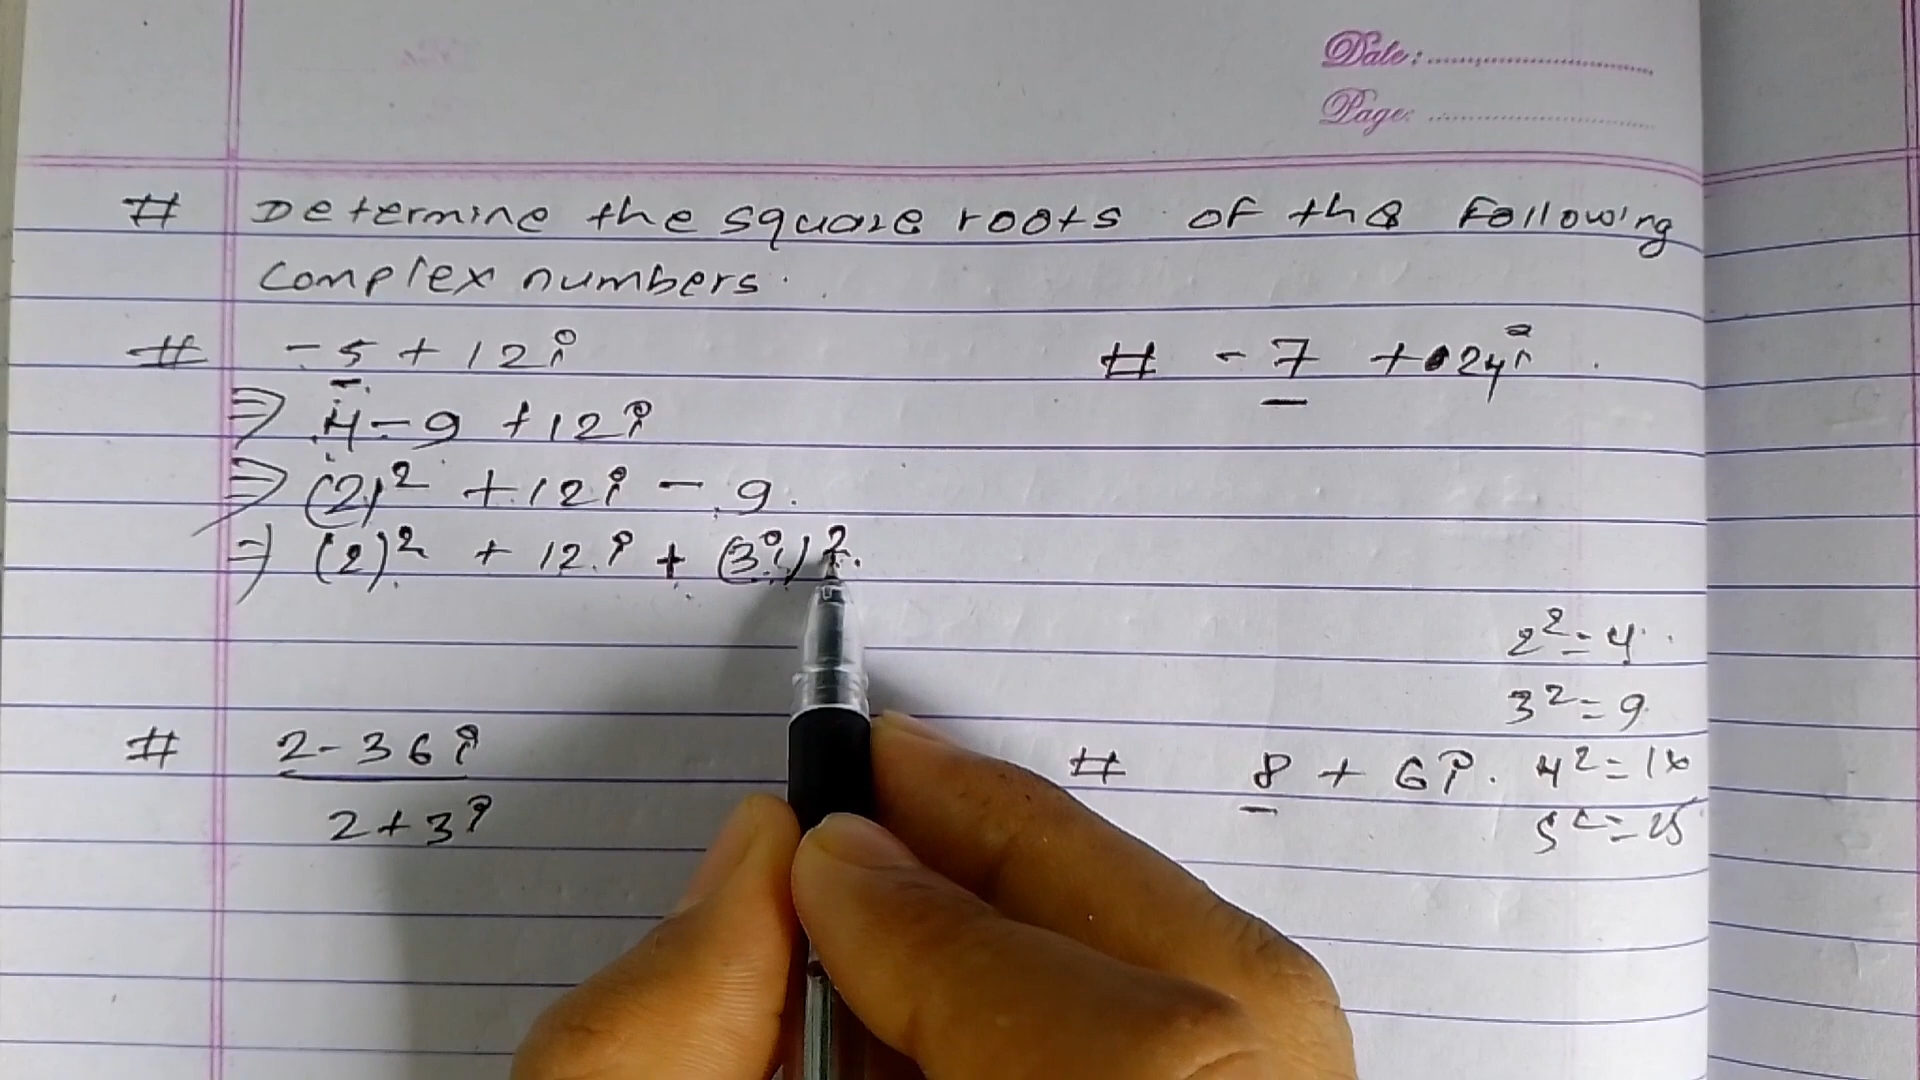 Date:
Page:
# Determine the square roots of the following
complex numbers.
# -5 + 12i
⇒ 4 - 9 + 12i
⇒ (2)² + 12i - 9.
⇒ (2)² + 12i + (3i)².
# -7 + 24i
2² = 4
3² = 9
# 2 - 36i
2 + 3i
# 8 + 6i.
4² = 16
5² = 25